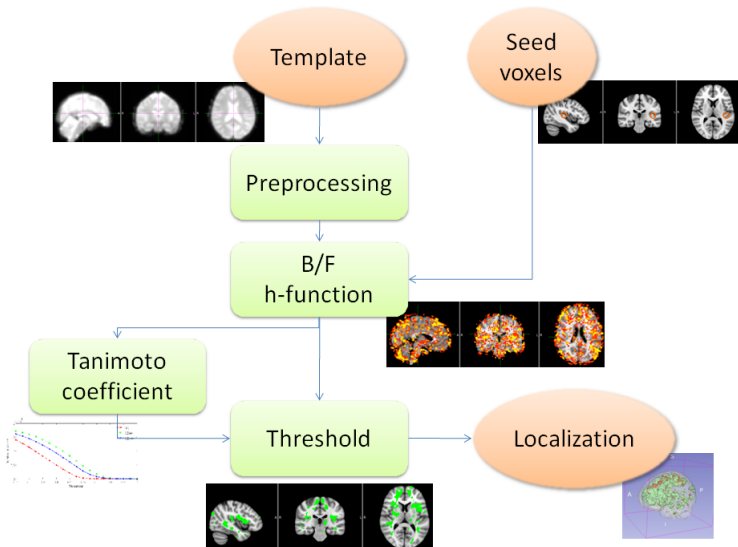 Template
Seed
voxels
Preprocessing
B/F
h-function
Tanimoto
coefficient
Threshold
Localization
A
P